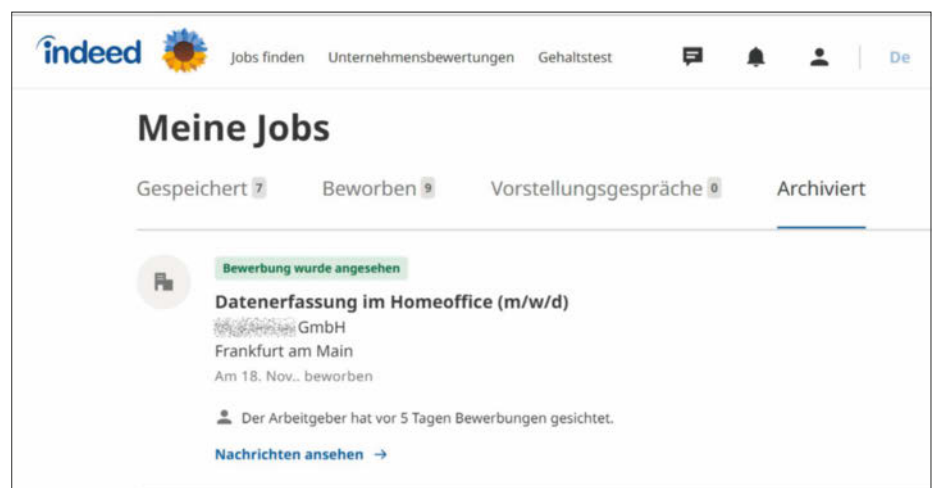 indeed
Jobs finden Unternehmensbewertungen Gehaltstest De
Meine Jobs
Gespeichert 7 Beworben 9 Vorstellungsgespräche 0 Archiviert
Bewerbung wurde angesehen
Datenerfassung im Homeoffice (m/w/d)
GmbH
Frankfurt am Main
Am 18. Nov.. beworben
Der Arbeitgeber hat vor 5 Tagen Bewerbungen gesichtet.
Nachrichten ansehen →